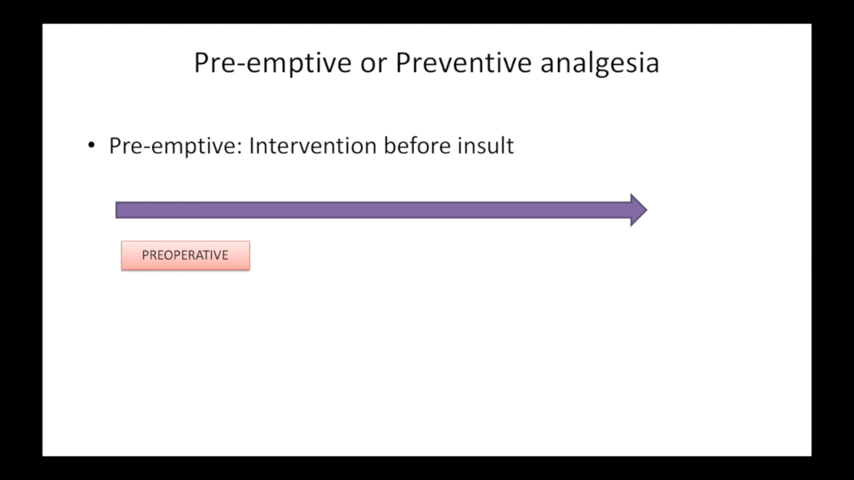 Pre-emptive or Preventive analgesia
• Pre-emptive: Intervention before insult
PREOPERATIVE